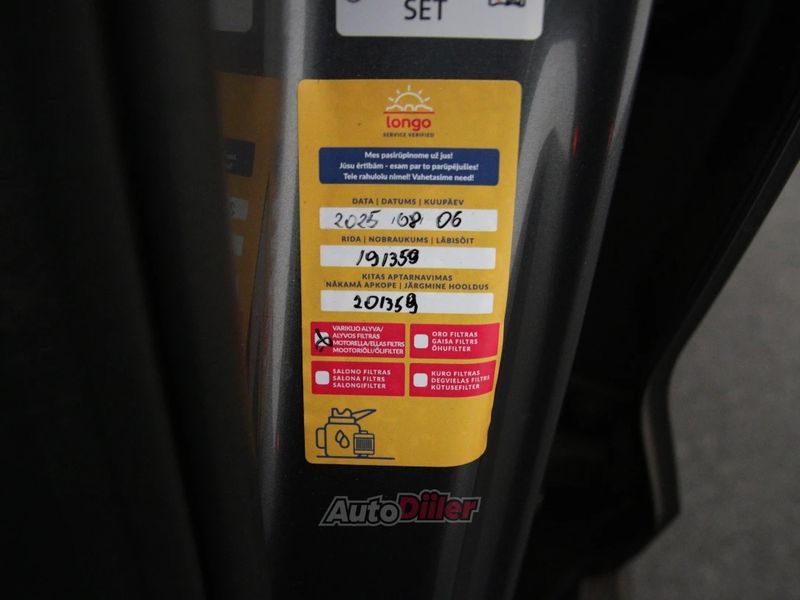 SET
longo
SERVICE VERIFIED
Mes pasirūpinome už jus!
Jūsu ērtībām - esam par to parūpējušies!
Teie rahulolu nimel! Vahetasime need!
DATA | DATUMS | KUUPÄEV
2025 08 06
RIDA | NOBRAUKUMS | LÄBISÕIT
191359
KITAS APTARNAVIMAS
NĀKAMĀ APKOPE | JÄRGMINE HOOLDUS
201359
VARIKLIO ALYVA/
ALYVOS FILTRAS
MOTORELLA/EĻĻAS FILTRS
MOOTORIÕLI/ÕLIFILTER
ORO FILTRAS
GAISA FILTRS
ÕHUFILTER
SALONO FILTRAS
SALONA FILTRS
SALONGIFILTER
KURO FILTRAS
DEGVIELAS FILTRS
KÜTUSEFILTER
AutoDiiler